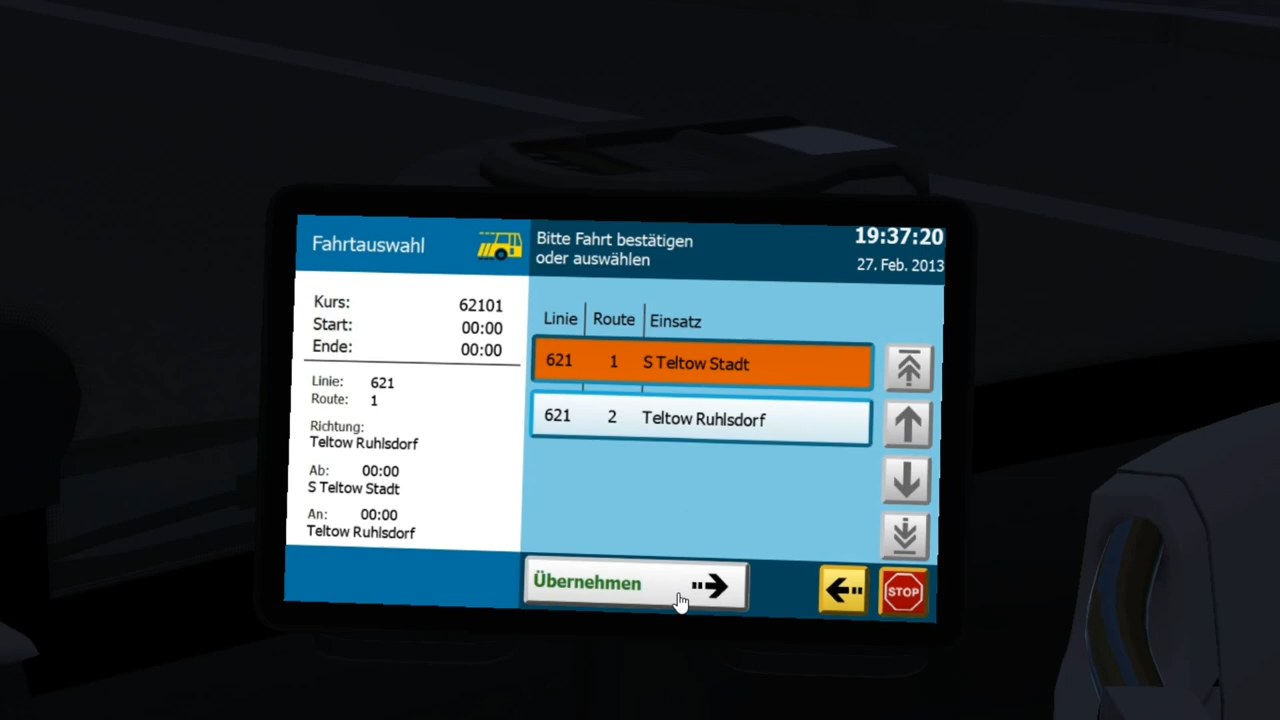 Fahrtauswahl
Bitte Fahrt bestätigen
oder auswählen
19:37:20
27. Feb. 2013
Kurs: 62101
Start: 00:00
Ende: 00:00
Linie: 621
Route: 1
Richtung:
Teltow Ruhlsdorf
Ab: 00:00
S Teltow Stadt
An: 00:00
Teltow Ruhlsdorf
Linie Route Einsatz
621 1 S Teltow Stadt
621 2 Teltow Ruhlsdorf
Übernehmen
STOP